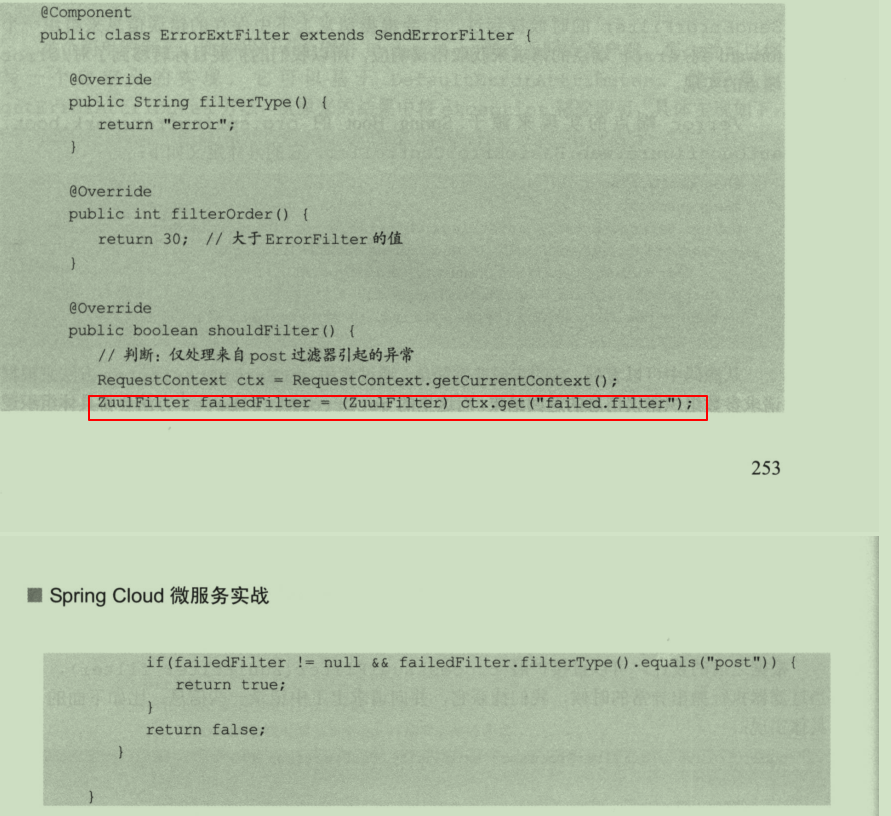 @Component
public class ErrorExtFilter extends SendErrorFilter {
@Override
public String filterType() {
return "error";
}
@Override
public int filterOrder() {
return 30; // 大于ErrorFilter的值
}
@Override
public boolean shouldFilter() {
// 判断：仅处理来自post过滤器引起的异常
RequestContext ctx = RequestContext.getCurrentContext();
ZuulFilter failedFilter = (ZuulFilter) ctx.get("failed.filter");
253
Spring Cloud 微服务实战
if(failedFilter != null && failedFilter.filterType().equals("post")) {
return true;
}
return false;
}
}